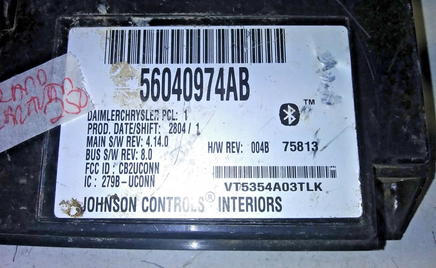 56040974AB
DAIMLERCHRYSLER PCL: 1
PROD. DATE/SHIFT: 2804 / 1
MAIN S/W REV: 4.14.0
BUS S/W REV: 8.0
H/W REV: 004B 75813
FCC ID : CB2UCONN
IC : 279B-UCONN
VT5354A03TLK
JOHNSON CONTROLS® INTERIORS
TM